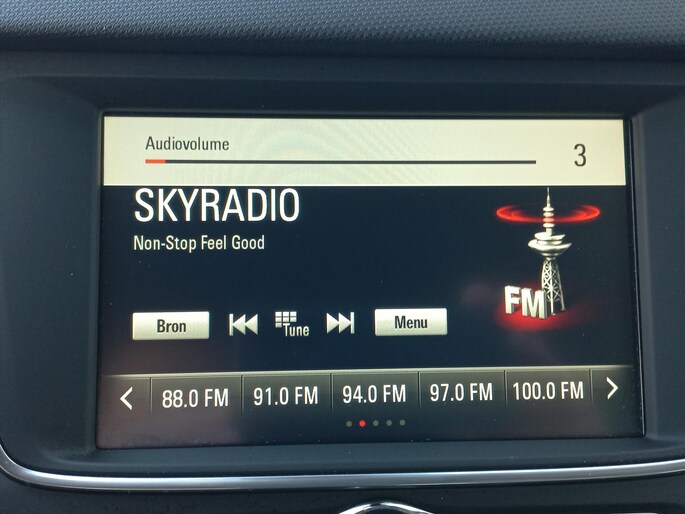 Audiovolume
3
SKYRADIO
Non-Stop Feel Good
FM
Bron
Tune
Menu
88.0 FM
91.0 FM
94.0 FM
97.0 FM
100.0 FM